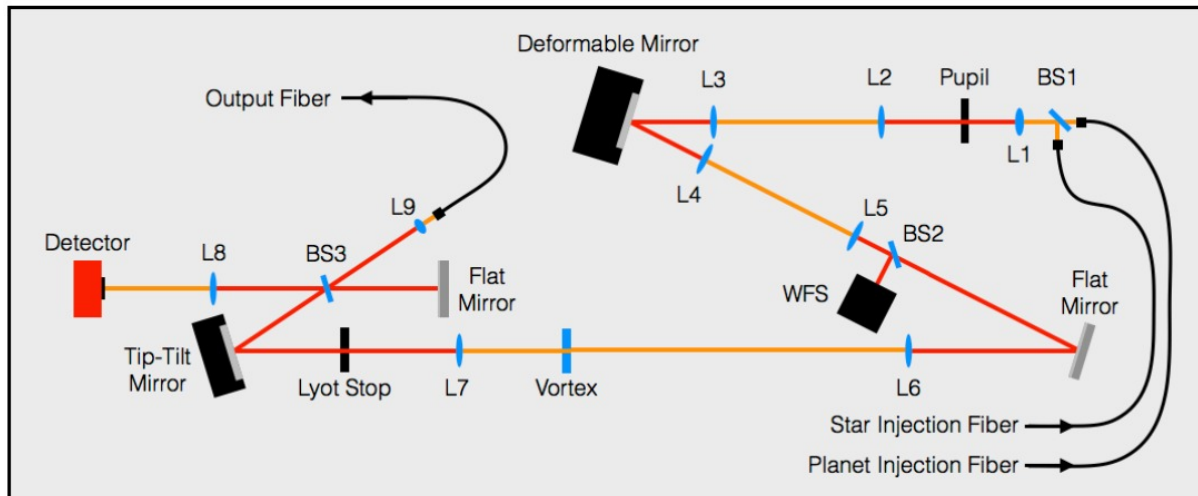 Deformable Mirror
Output Fiber
L3
L2
Pupil
BS1
L1
L4
L9
L5
BS2
Detector
L8
BS3
Flat
Mirror
WFS
Flat
Mirror
Tip-Tilt
Mirror
Lyot Stop
L7
Vortex
L6
Star Injection Fiber
Planet Injection Fiber